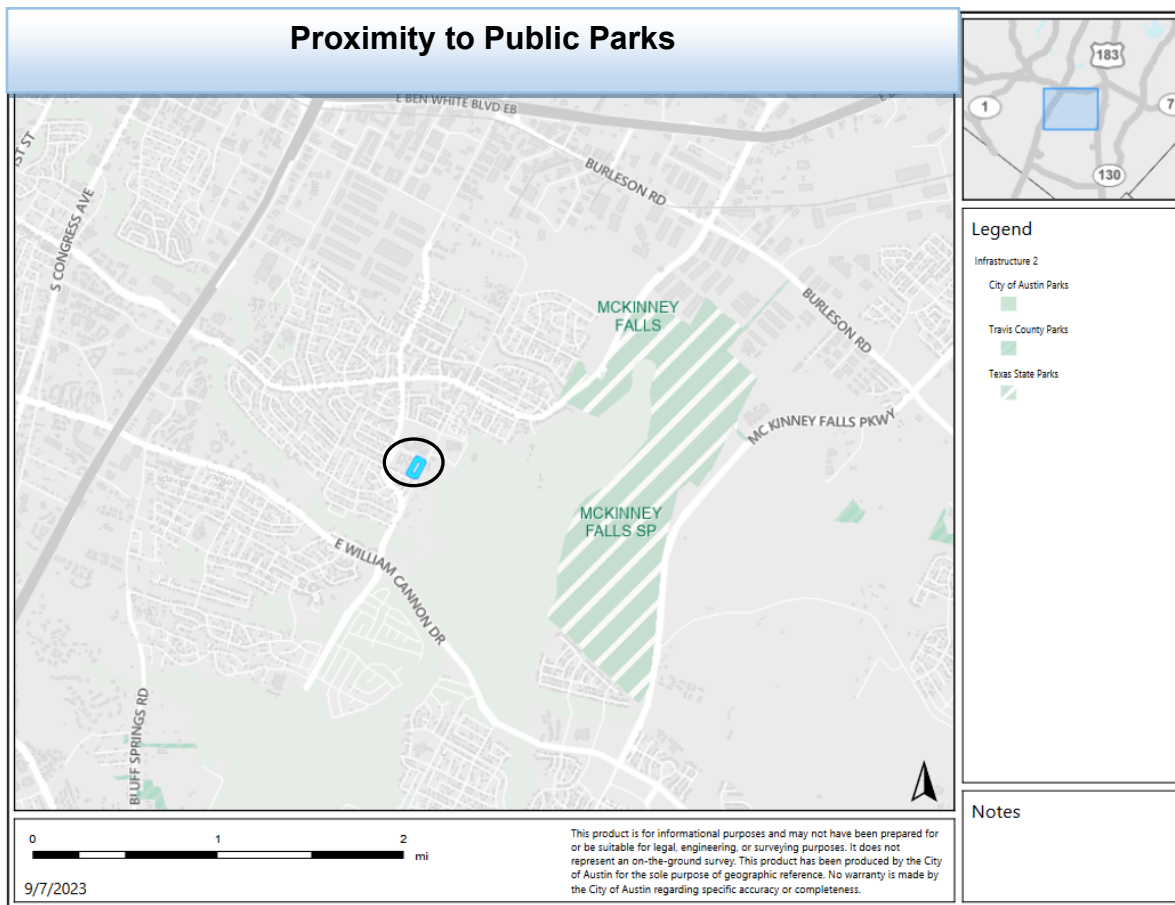 Proximity to Public Parks
E BEN WHITE BLVD EB
1ST ST
S CONGRESS AVE
BURLESON RD
BURLESON RD
MCKINNEY
FALLS
MC KINNEY FALLS PKWY
MCKINNEY
FALLS SP
E WILLIAM CANNON DR
BLUFF SPRINGS RD
183
1
7
130
Legend
Infrastructure 2
City of Austin Parks
Travis County Parks
Texas State Parks
Notes
0 1 2
mi
9/7/2023
This product is for informational purposes and may not have been prepared for
or be suitable for legal, engineering, or surveying purposes. It does not
represent an on-the-ground survey. This product has been produced by the City
of Austin for the sole purpose of geographic reference. No warranty is made by
the City of Austin regarding specific accuracy or completeness.